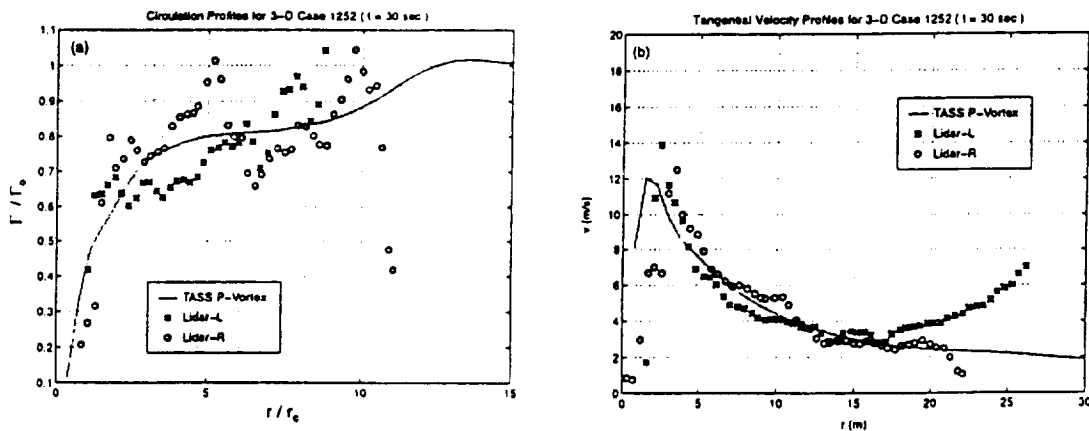 Circulation Profiles for 3-D Case 1252 ( t = 30 sec )
(a)
1.1
1
0.9
0.8
0.7
0.6
0.5
0.4
0.3
0.2
0.1
Γ / Γo
TASS P-Vortex
Lidar-L
Lidar-R
0
5
10
15
r / rc
Tangential Velocity Profiles for 3-D Case 1252 ( t = 30 sec )
(b)
20
18
16
14
12
10
8
6
4
2
0
v (m/s)
TASS P-Vortex
Lidar-L
Lidar-R
0
5
10
15
20
25
30
r (m)